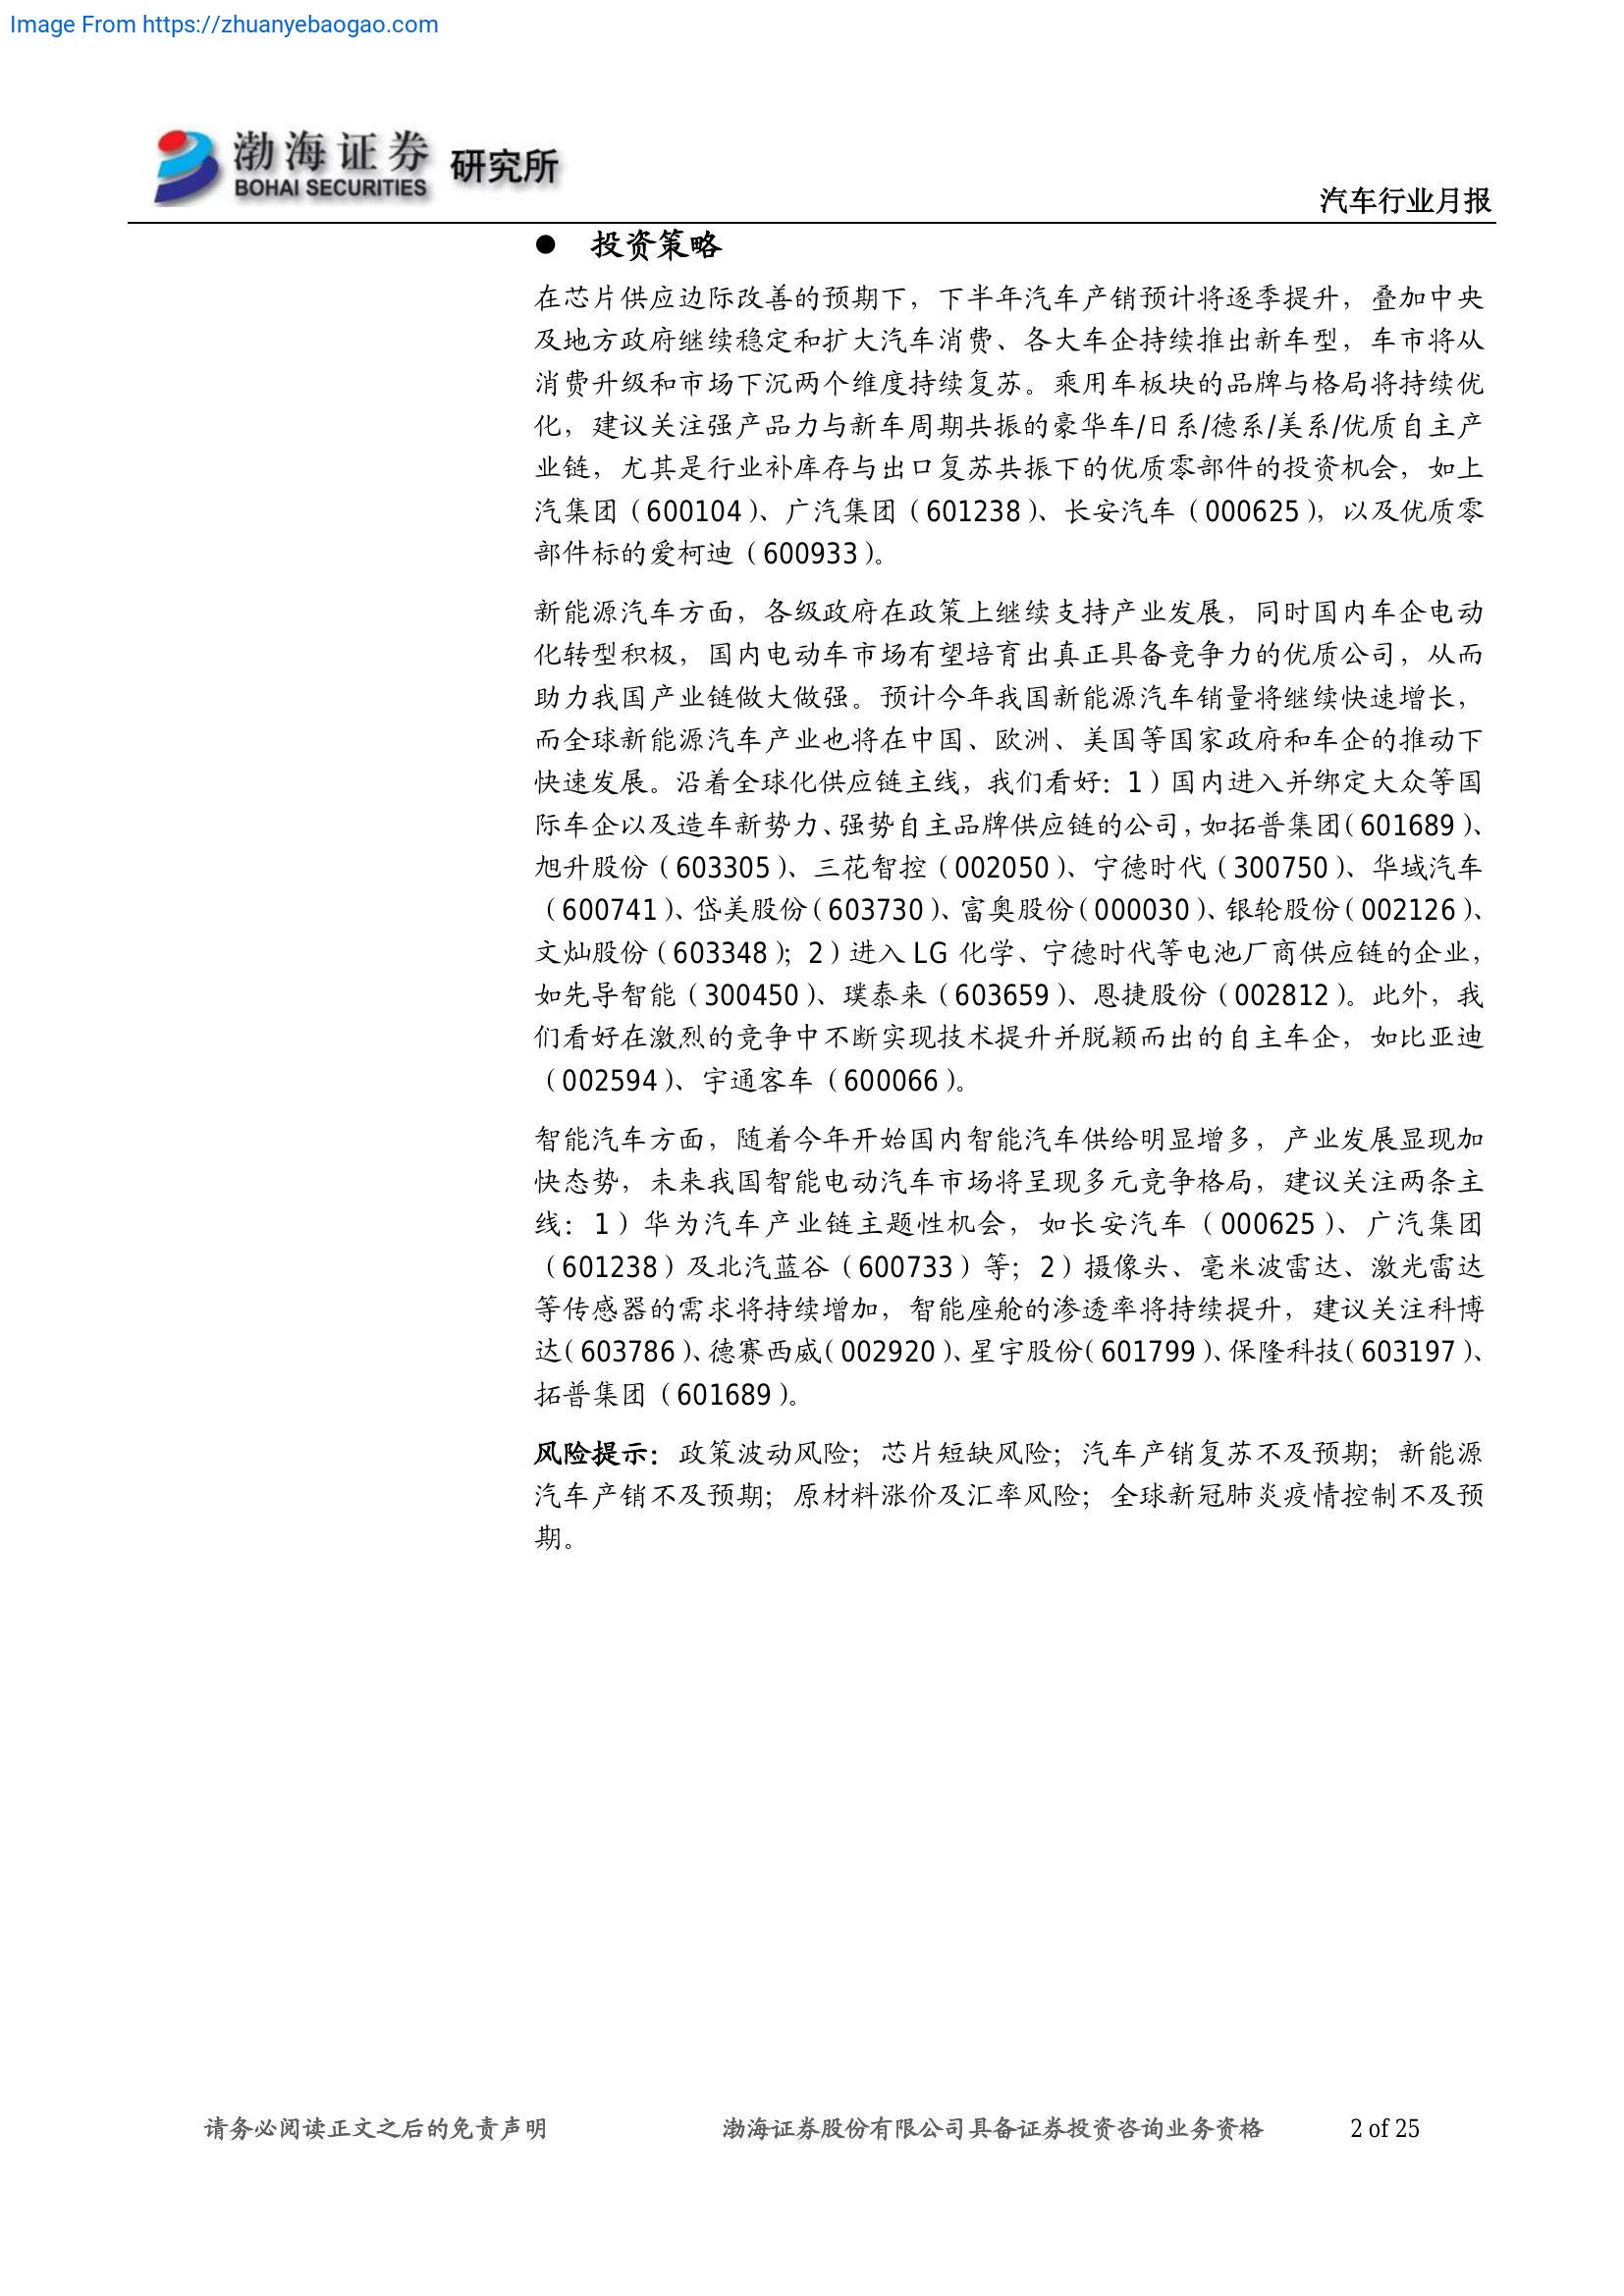 Image From https://zhuanyebaogao.com
渤海证券 研究所
BOHAI SECURITIES
汽车行业月报
● 投资策略
在芯片供应边际改善的预期下，下半年汽车产销预计将逐季提升，叠加中央
及地方政府继续稳定和扩大汽车消费、各大车企持续推出新车型，车市将从
消费升级和市场下沉两个维度持续复苏。乘用车板块的品牌与格局将持续优
化，建议关注强产品力与新车周期共振的豪华车/日系/德系/美系/优质自主产
业链，尤其是行业补库存与出口复苏共振下的优质零部件的投资机会，如上
汽集团（600104）、广汽集团（601238）、长安汽车（000625），以及优质零
部件标的爱柯迪（600933）。
新能源汽车方面，各级政府在政策上继续支持产业发展，同时国内车企电动
化转型积极，国内电动车市场有望培育出真正具备竞争力的优质公司，从而
助力我国产业链做大做强。预计今年我国新能源汽车销量将继续快速增长，
而全球新能源汽车产业也将在中国、欧洲、美国等国家政府和车企的推动下
快速发展。沿着全球化供应链主线，我们看好：1）国内进入并绑定大众等国
际车企以及造车新势力、强势自主品牌供应链的公司，如拓普集团（601689）、
旭升股份（603305）、三花智控（002050）、宁德时代（300750）、华域汽车
（600741）、岱美股份（603730）、富奥股份（000030）、银轮股份（002126）、
文灿股份（603348）；2）进入 LG 化学、宁德时代等电池厂商供应链的企业，
如先导智能（300450）、璞泰来（603659）、恩捷股份（002812）。此外，我
们看好在激烈的竞争中不断实现技术提升并脱颖而出的自主车企，如比亚迪
（002594）、宇通客车（600066）。
智能汽车方面，随着今年开始国内智能汽车供给明显增多，产业发展显现加
快态势，未来我国智能电动汽车市场将呈现多元竞争格局，建议关注两条主
线：1）华为汽车产业链主题性机会，如长安汽车（000625）、广汽集团
（601238）及北汽蓝谷（600733）等；2）摄像头、毫米波雷达、激光雷达
等传感器的需求将持续增加，智能座舱的渗透率将持续提升，建议关注科博
达（603786）、德赛西威（002920）、星宇股份（601799）、保隆科技（603197）、
拓普集团（601689）。
风险提示：政策波动风险；芯片短缺风险；汽车产销复苏不及预期；新能源
汽车产销不及预期；原材料涨价及汇率风险；全球新冠肺炎疫情控制不及预
期。
请务必阅读正文之后的免责声明 渤海证券股份有限公司具备证券投资咨询业务资格 2 of 25